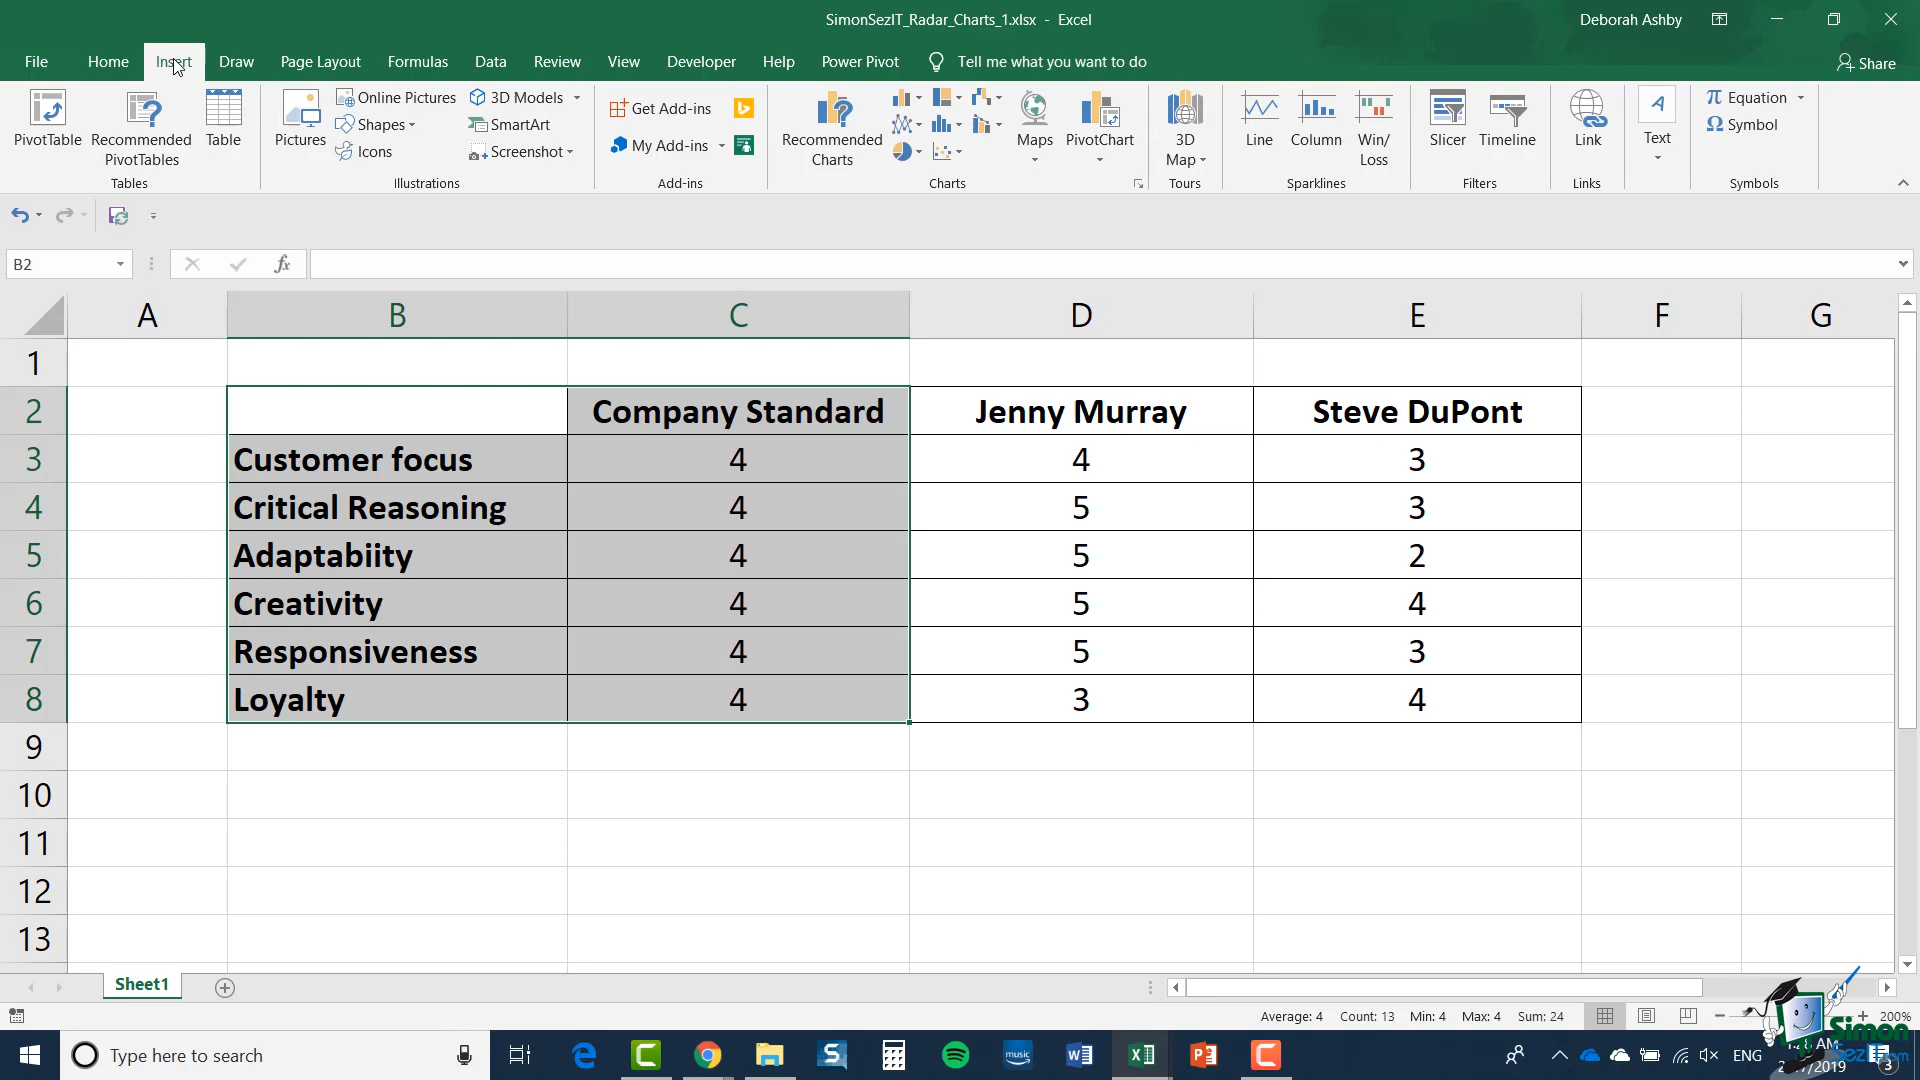 SimonSezIT_Radar_Charts_1.xlsx - Excel
Deborah Ashby
File Home Insert Draw Page Layout Formulas Data Review View Developer Help Power Pivot Tell me what you want to do Share
PivotTable
Recommended PivotTables
Table
Tables
Pictures
Online Pictures
Shapes
Icons
3D Models
SmartArt
Screenshot
Illustrations
Get Add-ins
My Add-ins
Add-ins
Recommended Charts
Maps
PivotChart
Charts
3D Map
Tours
Line
Column
Win/ Loss
Sparklines
Slicer
Timeline
Filters
Link
Links
Text
Equation
Symbol
Symbols
B2
fx
A B C D E F G
1
2 Company Standard Jenny Murray Steve DuPont
3 Customer focus 4 4 3
4 Critical Reasoning 4 5 3
5 Adaptabiity 4 5 2
6 Creativity 4 5 4
7 Responsiveness 4 5 3
8 Loyalty 4 3 4
9
10
11
12
13
Sheet1
Average: 4 Count: 13 Min: 4 Max: 4 Sum: 24 200%
Type here to search
music
ENG
3